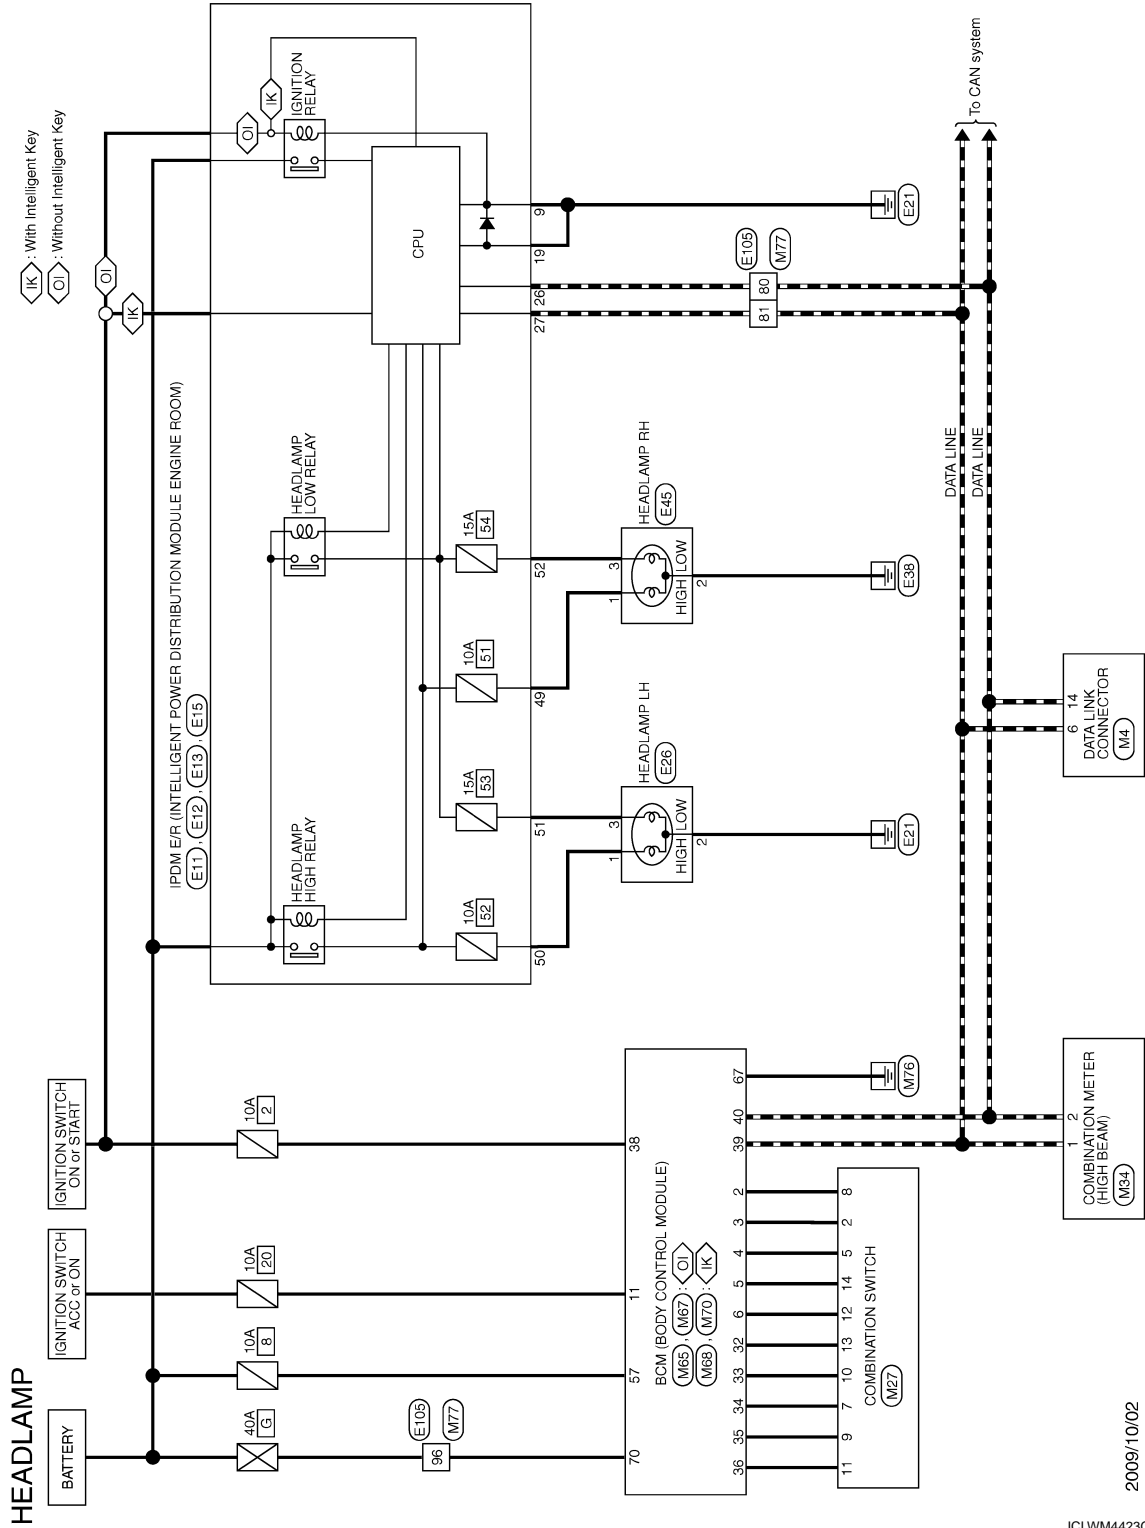 HEADLAMP
BATTERY
IGNITION SWITCH
ACC or ON
IGNITION SWITCH
ON or START
IK : With Intelligent Key
OI : Without Intelligent Key
OI
IK
40A
G
10A
8
10A
20
10A
2
E105
96
M77
IPDM E/R (INTELLIGENT POWER DISTRIBUTION MODULE ENGINE ROOM)
E11 , E12 , E13 , E15
HEADLAMP
HIGH RELAY
HEADLAMP
LOW RELAY
OI
IK
IGNITION
RELAY
CPU
10A
52
15A
53
10A
51
15A
54
50
51
49
52
27
26
19
9
HEADLAMP LH
E26
1
3
HIGH
LOW
2
HEADLAMP RH
E45
1
3
HIGH
LOW
2
E105
81
80
M77
E21
E38
E21
70
57
11
38
BCM (BODY CONTROL MODULE)
M65 , M67 : OI
M68 , M70 : IK
36
35
34
33
32
6
5
4
3
2
39
40
67
M76
11
9
7
10
13
12
14
5
2
8
COMBINATION SWITCH
M27
DATA LINE
DATA LINE
To CAN system
1
2
COMBINATION METER
(HIGH BEAM)
M34
6
14
DATA LINK
CONNECTOR
M4
2009/10/02